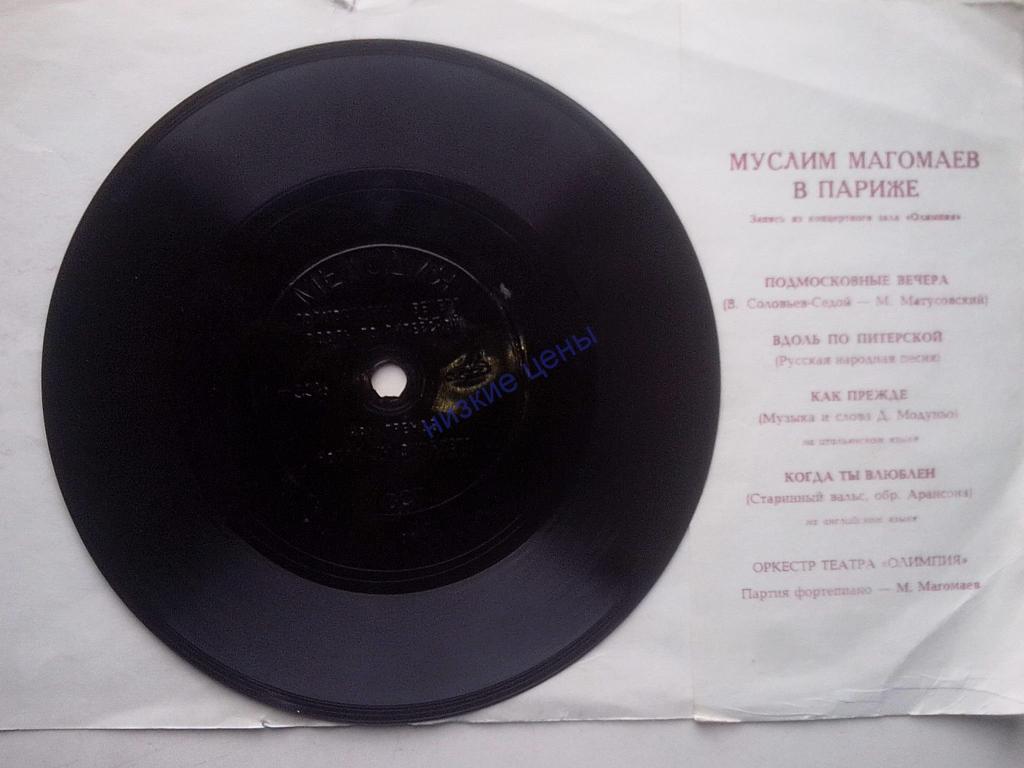 МЕЛОДИЯ
низкие цены
МУСЛИМ МАГОМАЕВ
В ПАРИЖЕ
Запись из концертного зала «Олимпия»
ПОДМОСКОВНЫЕ ВЕЧЕРА
(В. Соловьев-Седой — М. Матусовский)
ВДОЛЬ ПО ПИТЕРСКОЙ
(Русская народная песня)
КАК ПРЕЖДЕ
(Музыка и слова Д. Модуньо)
на итальянском языке
КОГДА ТЫ ВЛЮБЛЕН
(Старинный вальс, обр. Арансона)
на английском языке
ОРКЕСТР ТЕАТРА «ОЛИМПИЯ»
Партия фортепиано — М. Магомаев